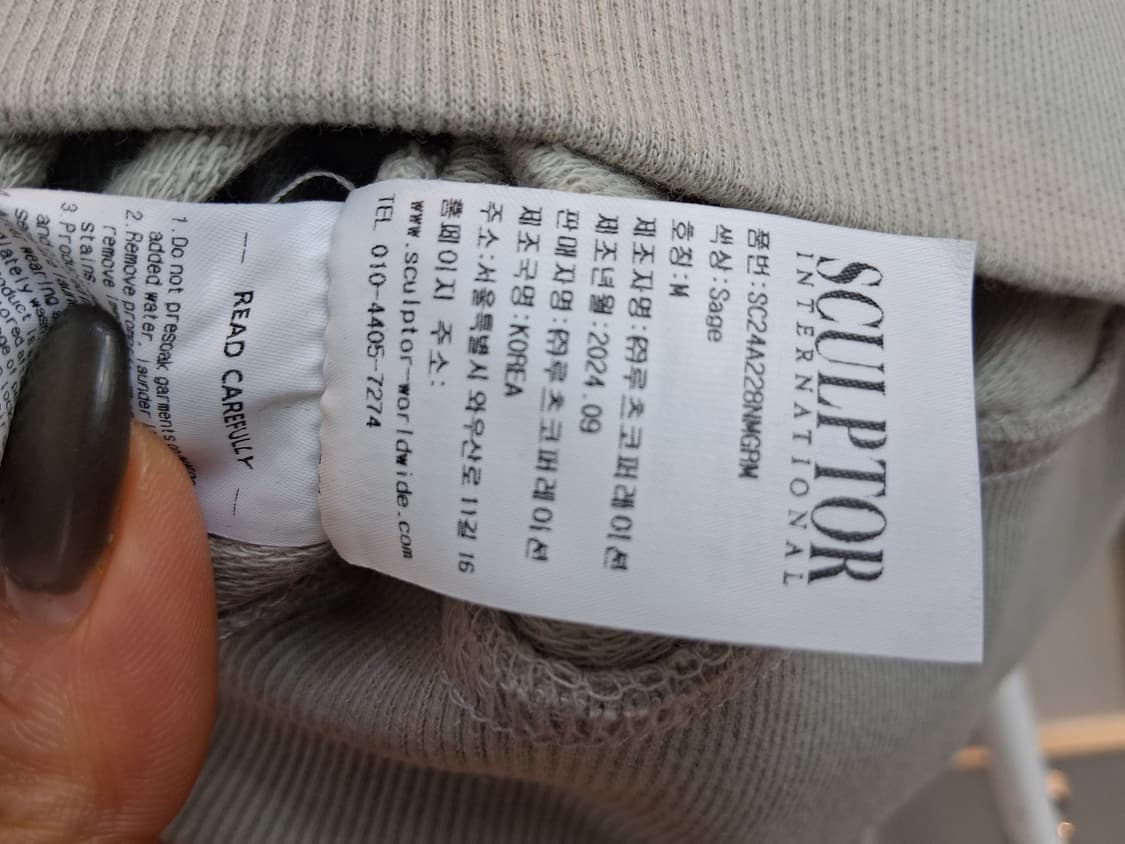 SCULPTOR
INTERNATIONAL
품번:SC24A228NMGRM
색상:Sage
호칭:M
제조자명:㈜루츠코퍼레이션
제조년월:2024.09
판매자명:㈜루츠코퍼레이션
제조국명:KOREA
주소:서울특별시 와우산로 11길 16
홈페이지 주소:
www.sculptor-worldwide.com
TEL 010-4405-7274
— READ CAREFULLY —
1. Do not presoak garments
added water.
2. Remove
remove
stains.
3.
and